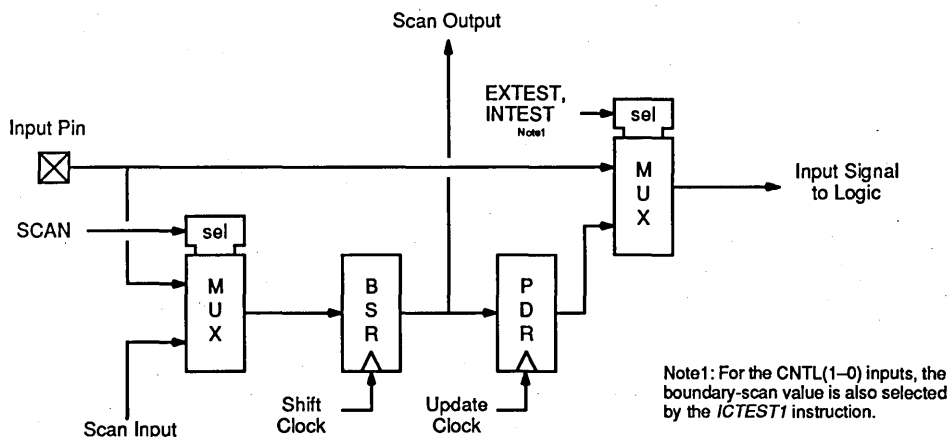 Scan Output
EXTEST,
INTEST
Note1
sel
Input Pin
M
U
X
Input Signal
to Logic
SCAN
sel
M
U
X
B
S
R
P
D
R
Shift
Clock
Update
Clock
Scan Input
Note1: For the CNTL(1–0) inputs, the
boundary-scan value is also selected
by the ICTEST1 instruction.